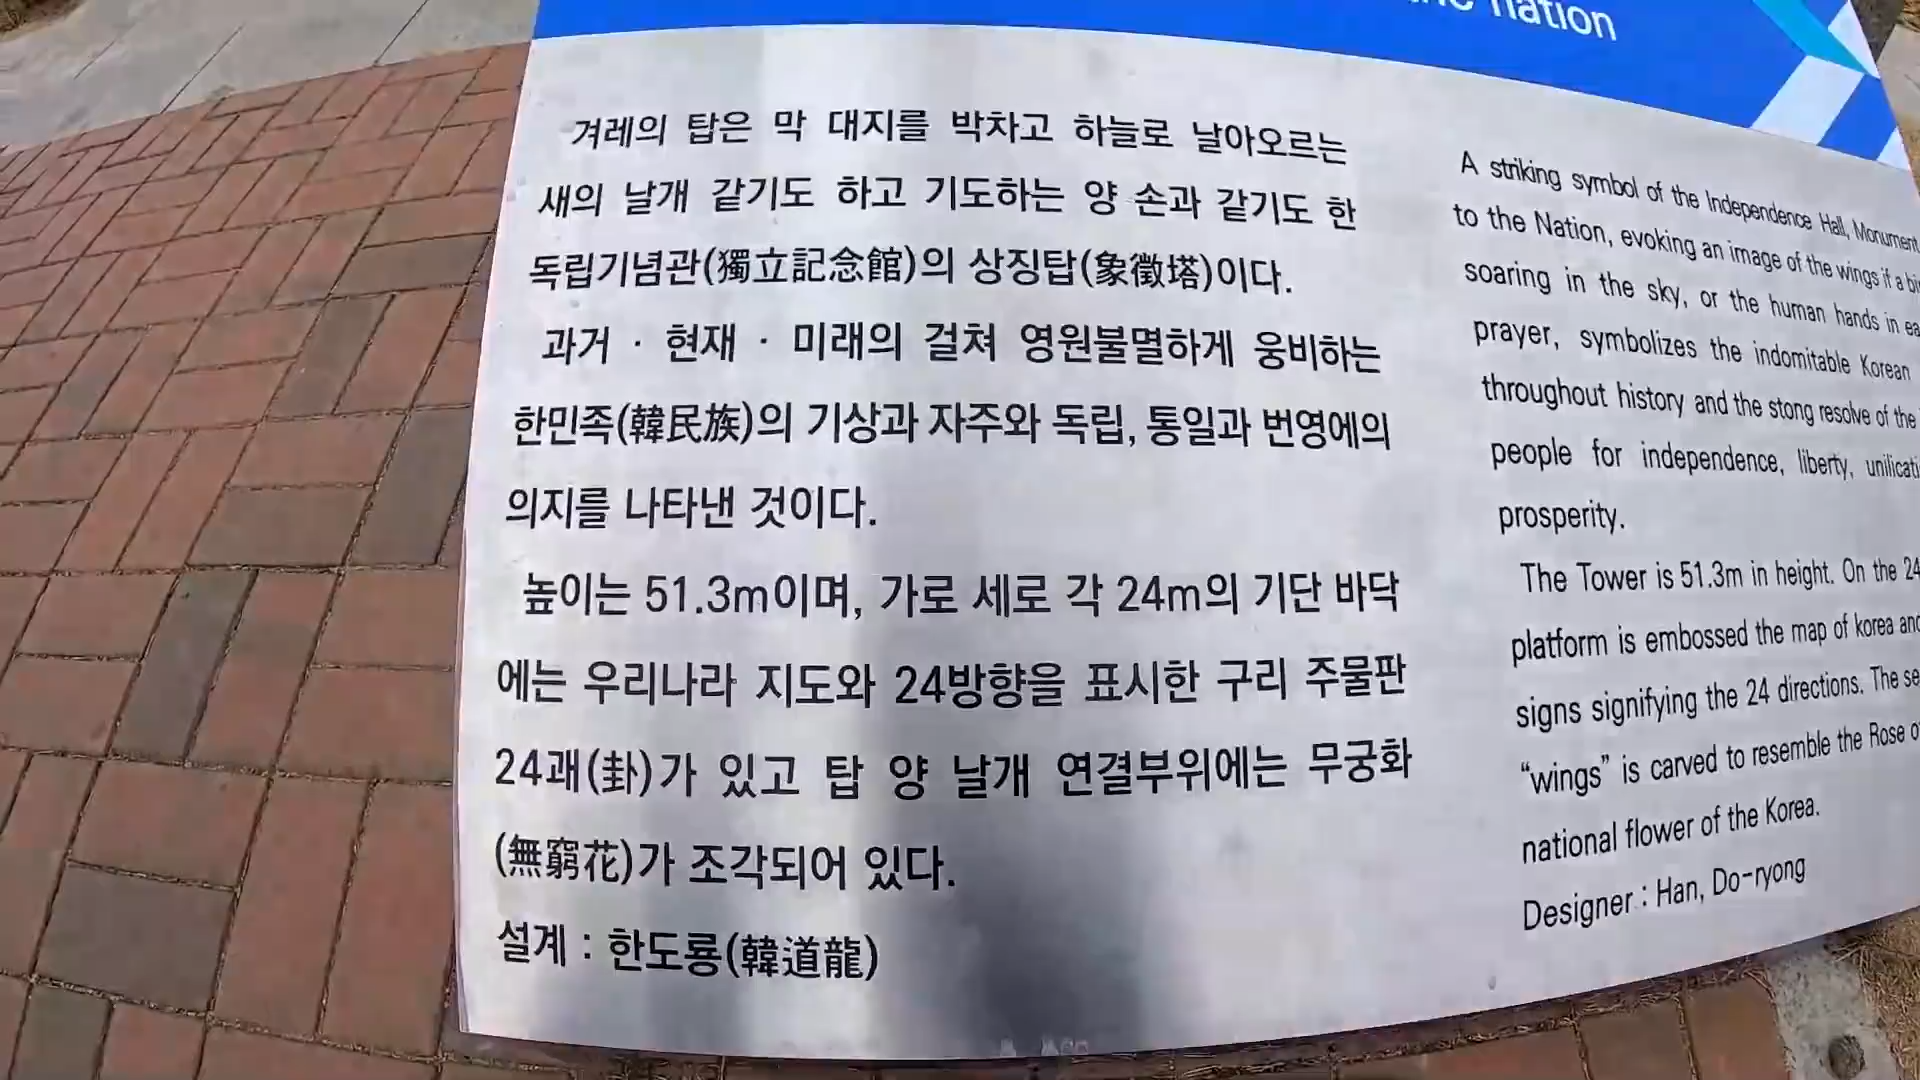 nation
겨레의 탑은 막 대지를 박차고 하늘로 날아오르는
새의 날개 같기도 하고 기도하는 양 손과 같기도 한
독립기념관(獨立記念館)의 상징탑(象徵塔)이다.
과거 · 현재 · 미래의 걸쳐 영원불멸하게 웅비하는
한민족(韓民族)의 기상과 자주와 독립, 통일과 번영에의
의지를 나타낸 것이다.
높이는 51.3m이며, 가로 세로 각 24m의 기단 바닥
에는 우리나라 지도와 24방향을 표시한 구리 주물판
24괘(卦)가 있고 탑 양 날개 연결부위에는 무궁화
(無窮花)가 조각되어 있다.
설계 : 한도룡(韓道龍)
A striking symbol of the Independence Hall, Monument
to the Nation, evoking an image of the wings if a
soaring in the sky, or the human hands in
prayer, symbolizes the indomitable Korean
throughout history and the stong resolve of the
people for independence, liberty,
prosperity.
The Tower is 51.3m in height. On the 24
platform is embossed the map of korea
signs signifying the 24 directions. The
“wings” is carved to resemble the Rose
national flower of the Korea.
Designer : Han, Do-ryong